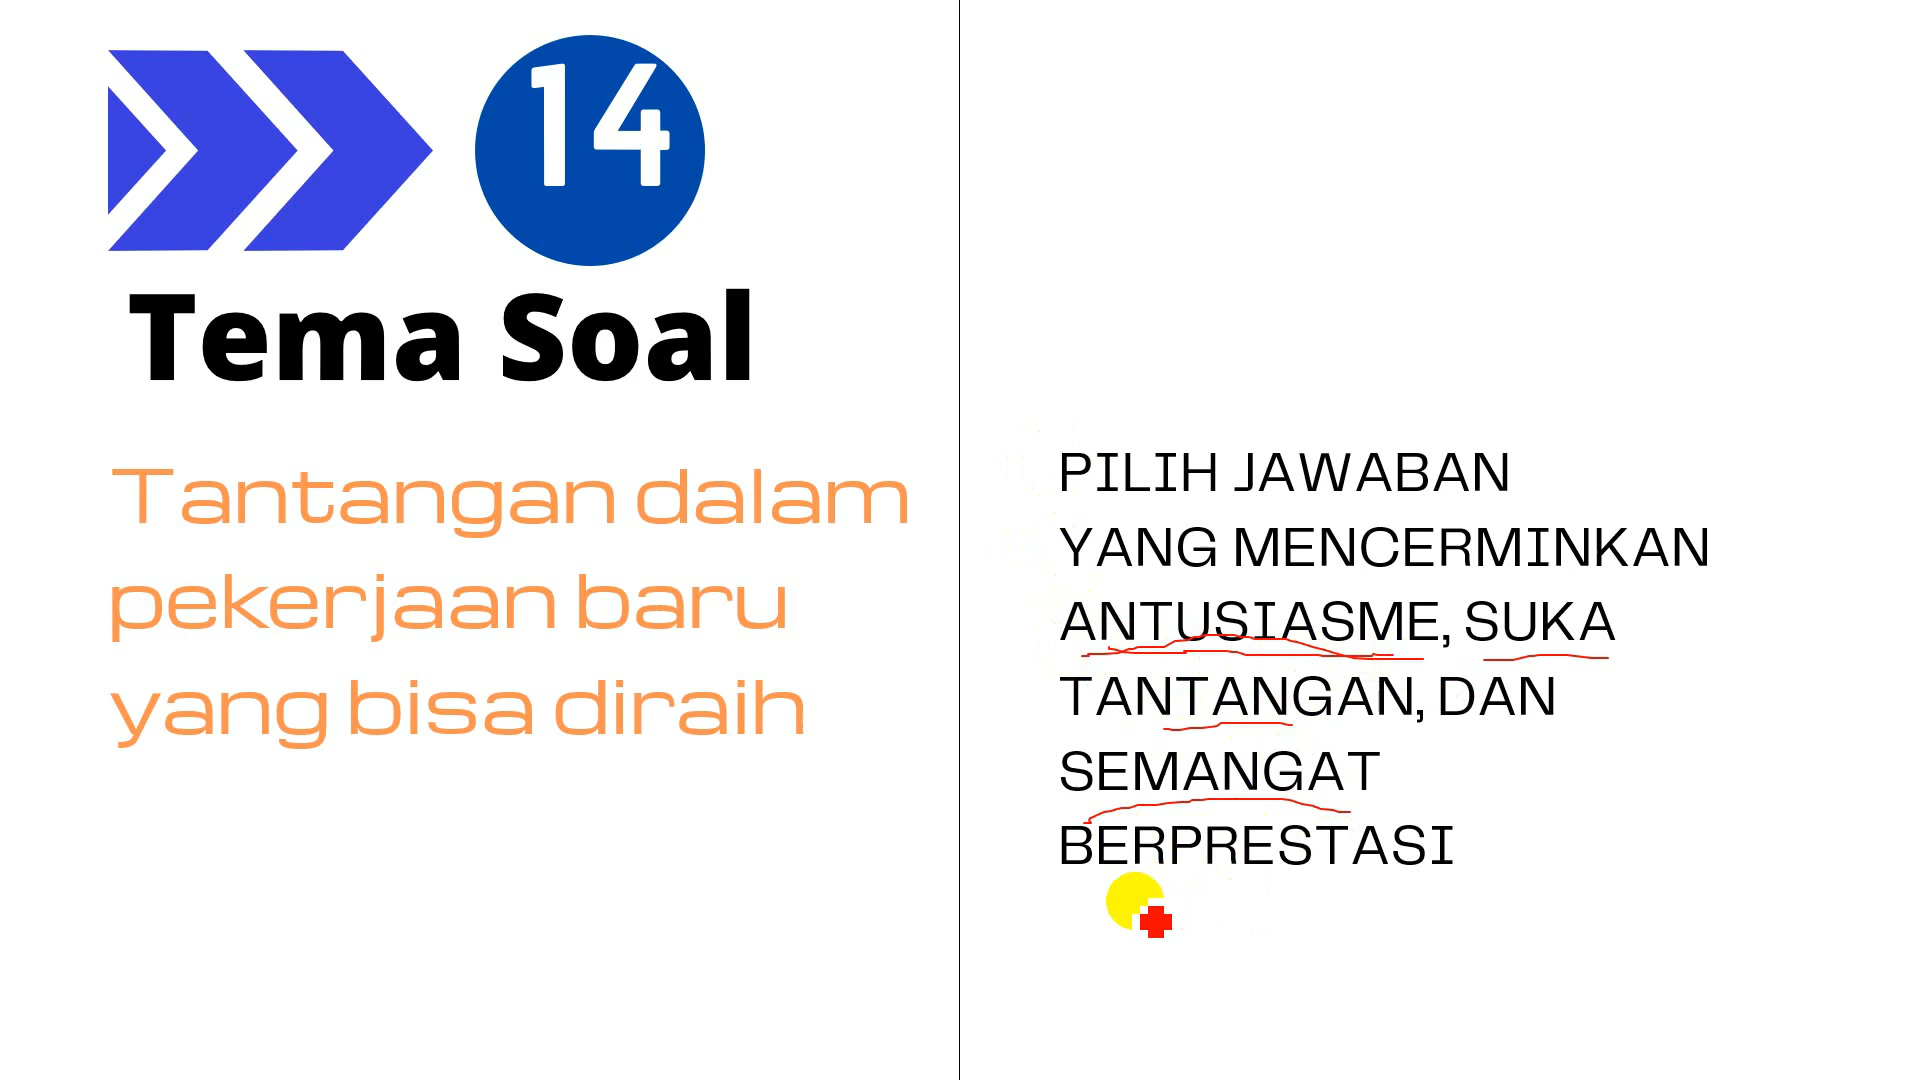 14
Tema Soal
Tantangan dalam
pekerjaan baru
yang bisa diraih
PILIH JAWABAN
YANG MENCERMINKAN
ANTUSIASME, SUKA
TANTANGAN, DAN
SEMANGAT
BERPRESTASI